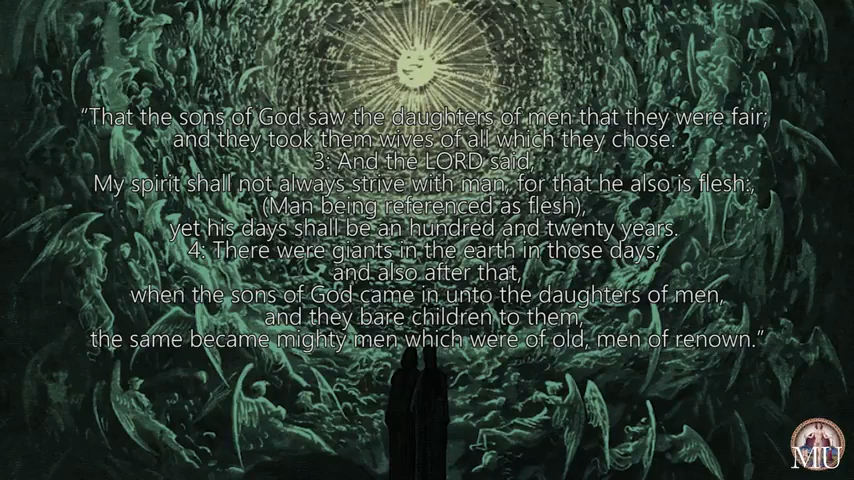 “That the sons of God saw the daughters of men that they were fair;
and they took them wives of all which they chose.
3: And the LORD said,
My spirit shall not always strive with man, for that he also is flesh:,
(Man being referenced as flesh),
yet his days shall be an hundred and twenty years.
4: There were giants in the earth in those days;
and also after that,
when the sons of God came in unto the daughters of men,
and they bare children to them,
the same became mighty men which were of old, men of renown.”
MU